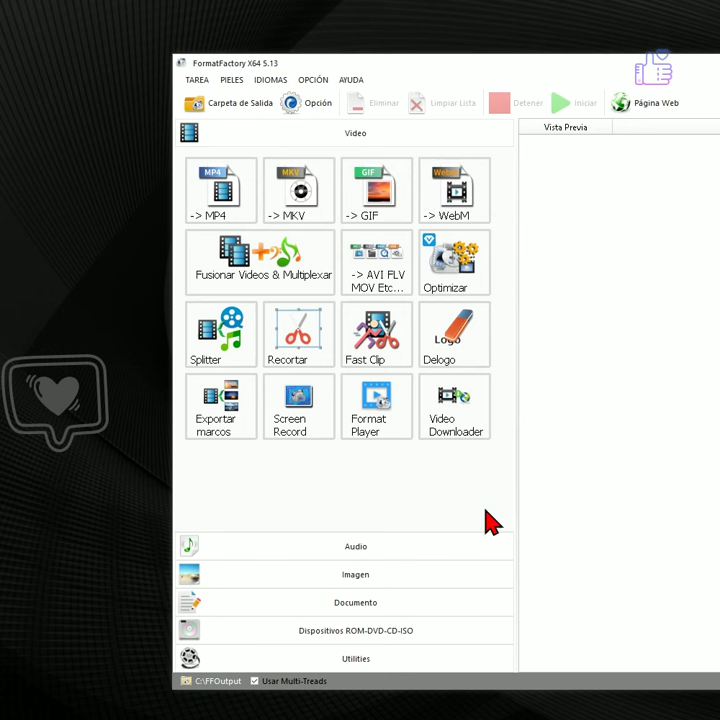 FormatFactory X64 5.13
TAREA PIELES IDIOMAS OPCIÓN AYUDA
Carpeta de Salida Opción Eliminar Limpiar Lista Detener Iniciar Página Web
Video
Vista Previa
MP4 MKV GIF WebM
-> MP4 -> MKV -> GIF -> WebM
Fusionar Videos & Multiplexar
-> AVI FLV
MOV Etc...
Optimizar
Logo
Splitter Recortar Fast Clip Delogo
Exportar
marcos
Screen
Record
Format
Player
Video
Downloader
Audio
Imagen
Documento
Dispositivos ROM-DVD-CD-ISO
Utilities
C:\FFOutput Usar Multi-Treads